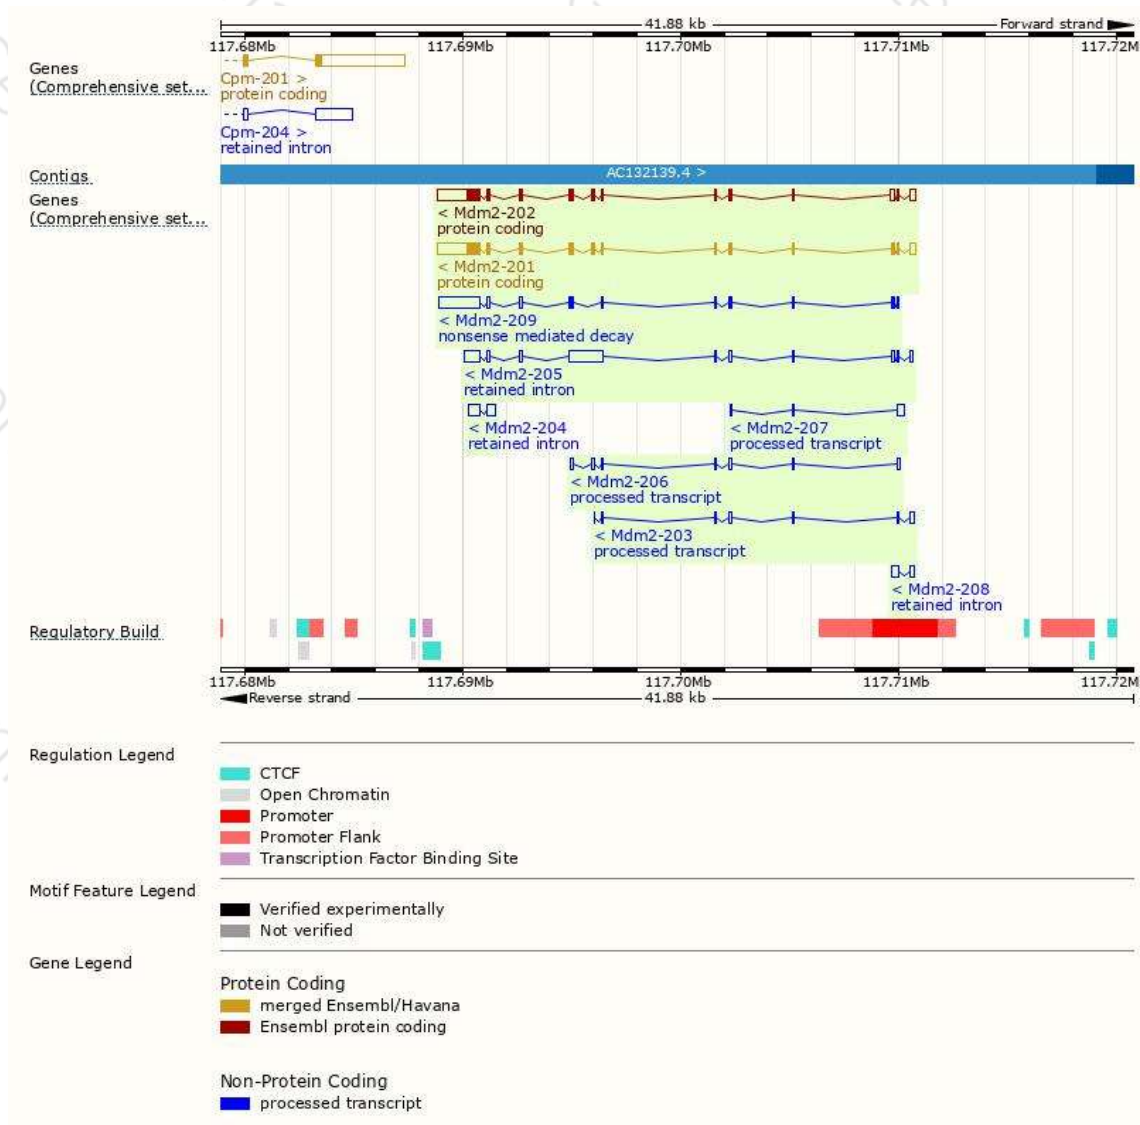 41.88 kb Forward strand
117.68Mb 117.69Mb 117.70Mb 117.71Mb 117.72M
Genes
(Comprehensive set...
Cpm-201 >
protein coding
Cpm-204 >
retained intron
Contigs
AC132139.4 >
Genes
(Comprehensive set...
< Mdm2-202
protein coding
< Mdm2-201
protein coding
< Mdm2-209
nonsense mediated decay
< Mdm2-205
retained intron
< Mdm2-204 < Mdm2-207
retained intron processed transcript
< Mdm2-206
processed transcript
< Mdm2-203
processed transcript
< Mdm2-208
retained intron
Regulatory Build
117.68Mb 117.69Mb 117.70Mb 117.71Mb 117.72M
Reverse strand 41.88 kb
Regulation Legend
CTCF
Open Chromatin
Promoter
Promoter Flank
Transcription Factor Binding Site
Motif Feature Legend
Verified experimentally
Not verified
Gene Legend
Protein Coding
merged Ensembl/Havana
Ensembl protein coding
Non-Protein Coding
processed transcript